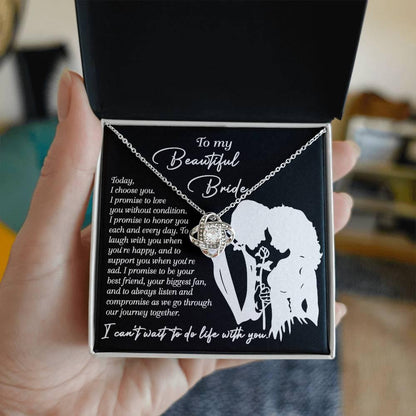 To my
Beautiful
Bride,
Today,
I choose you.
I promise to love
you without condition.
I promise to honor you
each and every day. To
laugh with you when
you're happy, and to
support you when you're
sad. I promise to be your
best friend, your biggest fan,
and to always listen and
compromise as we go through
our journey together.
I can't wait to do life with you!